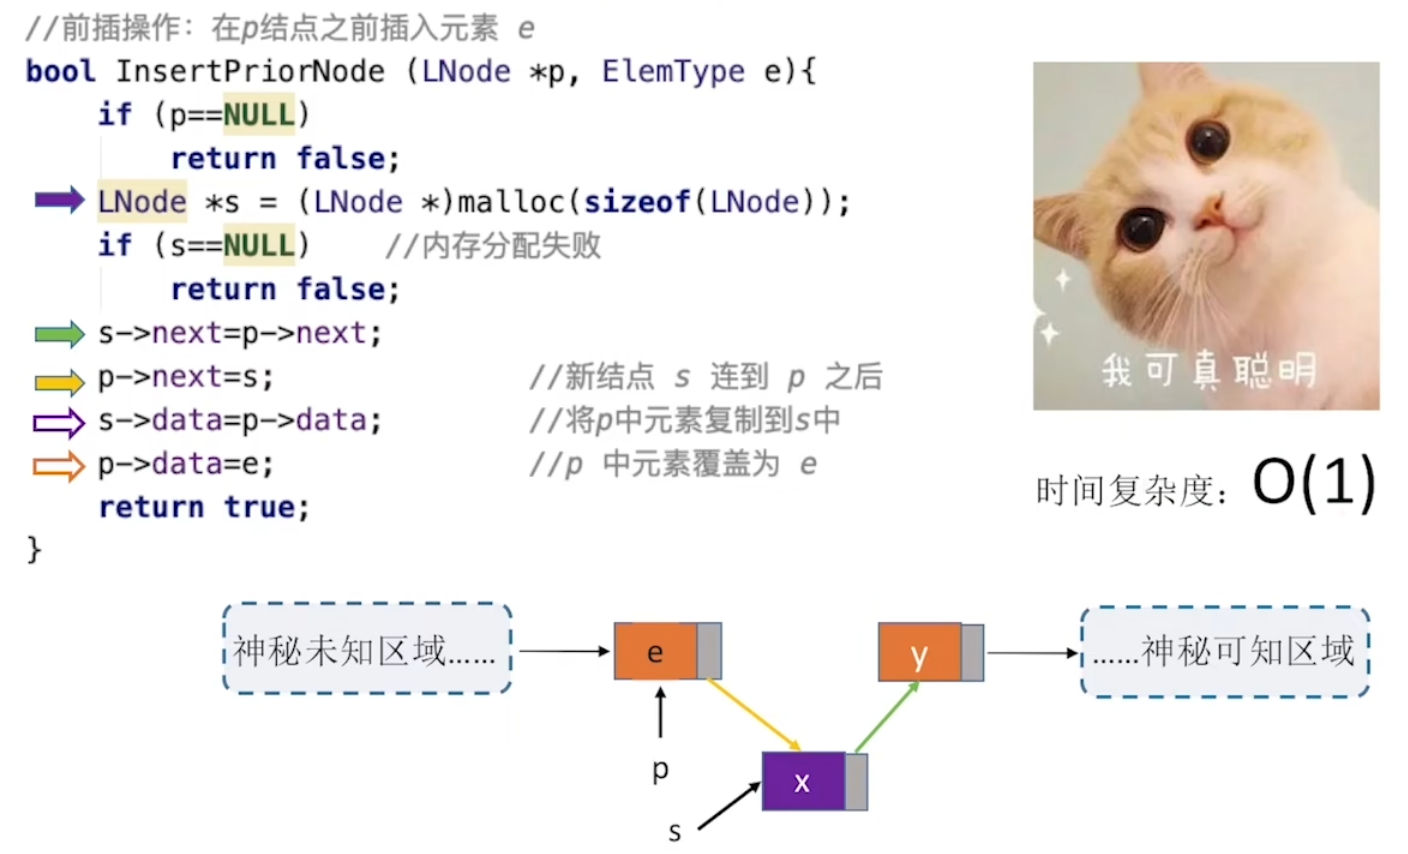 //前插操作：在p结点之前插入元素 e
bool InsertPriorNode (LNode *p, ElemType e){
if (p==NULL)
return false;
LNode *s = (LNode *)malloc(sizeof(LNode));
if (s==NULL) //内存分配失败
return false;
s->next=p->next;
p->next=s; //新结点 s 连到 p 之后
s->data=p->data; //将p中元素复制到s中
p->data=e; //p 中元素覆盖为 e
return true;
}
我可真聪明
时间复杂度：O(1)
神秘未知区域……
e
y
……神秘可知区域
p
x
s